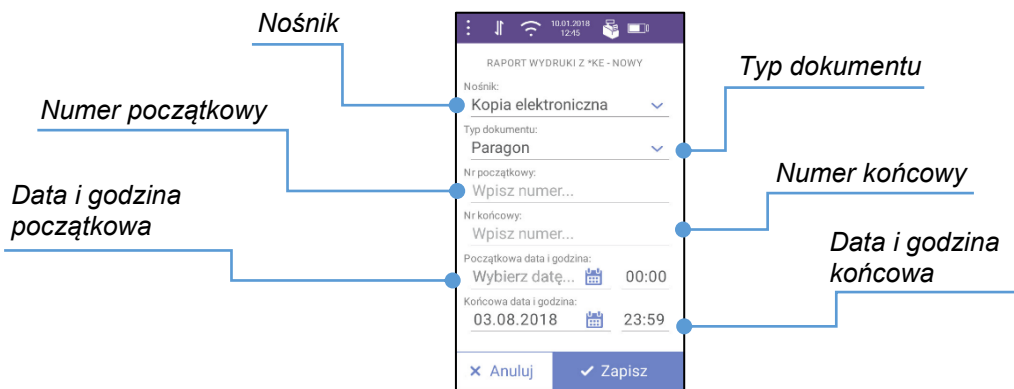 Nośnik
Numer początkowy
Data i godzina
początkowa
10.01.2018
12:45
RAPORT WYDRUKI Z *KE - NOWY
Nośnik:
Kopia elektroniczna
Typ dokumentu:
Paragon
Nr początkowy:
Wpisz numer...
Nr końcowy:
Wpisz numer...
Początkowa data i godzina:
Wybierz datę... 00:00
Końcowa data i godzina:
03.08.2018 23:59
Anuluj Zapisz
Typ dokumentu
Numer końcowy
Data i godzina
końcowa